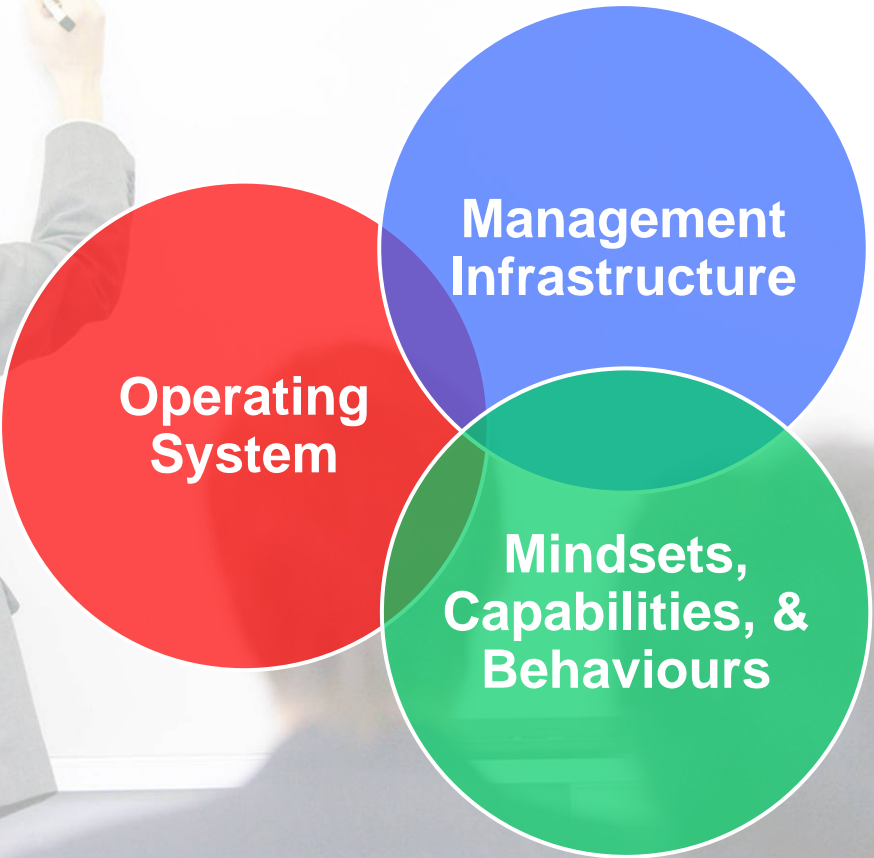 Management
Infrastructure
Operating
System
Mindsets,
Capabilities, &
Behaviours